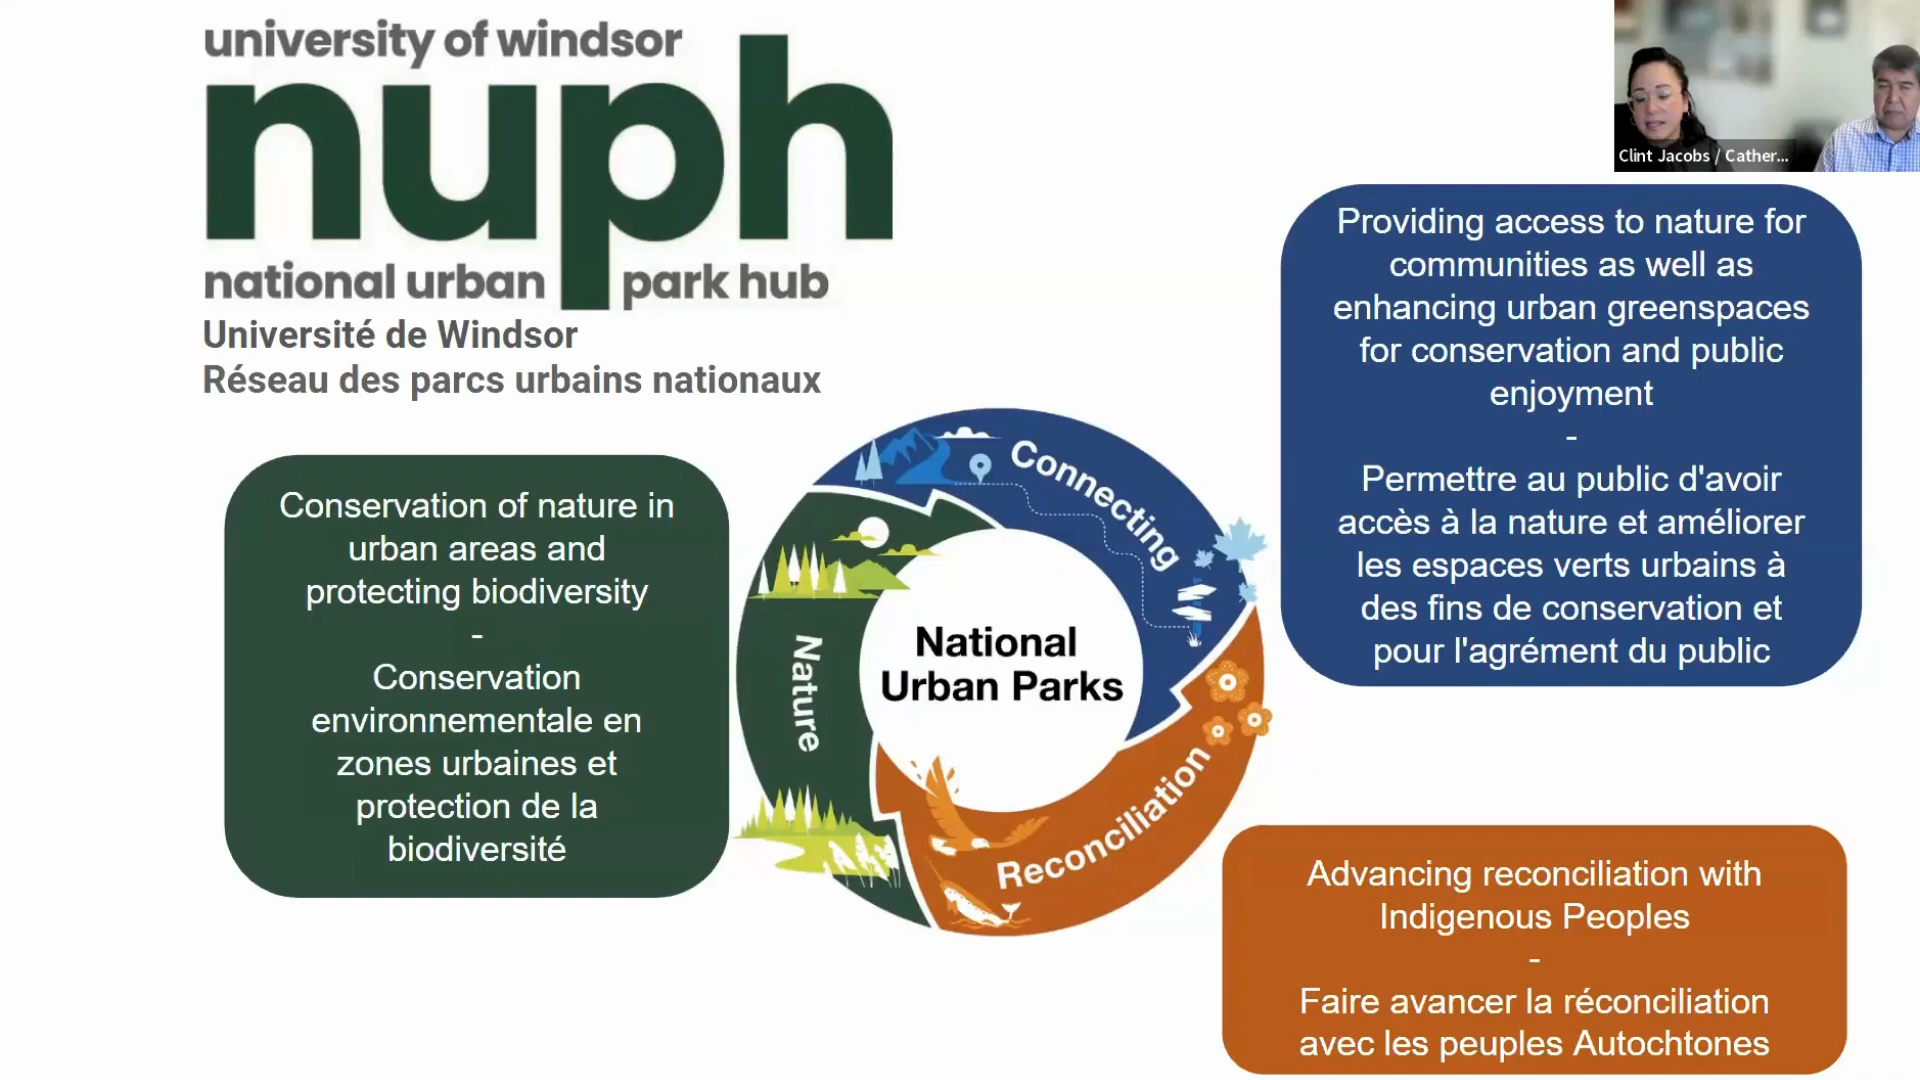 university of windsor
nuph
national urban park hub
Université de Windsor
Réseau des parcs urbains nationaux
Clint Jacobs / Cather...
Providing access to nature for
communities as well as
enhancing urban greenspaces
for conservation and public
enjoyment
-
Permettre au public d'avoir
accès à la nature et améliorer
les espaces verts urbains à
des fins de conservation et
pour l'agrément du public
Conservation of nature in
urban areas and
protecting biodiversity
-
Conservation
environnementale en
zones urbaines et
protection de la
biodiversité
Connecting
Nature
National
Urban Parks
Reconciliation
Advancing reconciliation with
Indigenous Peoples
-
Faire avancer la réconciliation
avec les peuples Autochtones